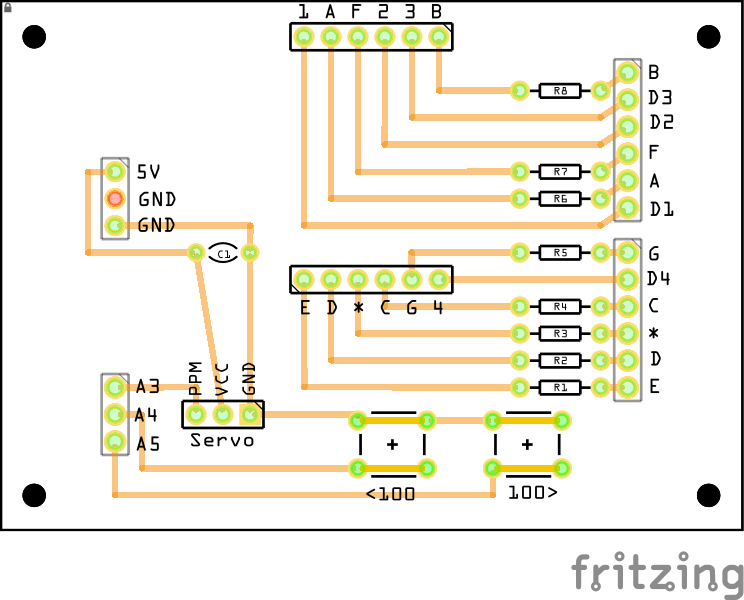 1 A F 2 3 B
B
R8
D3
D2
F
R7
5V
A
R6
GND
D1
GND
C1
R5
G
D4
E D * C G 4
R4
C
R3
*
R2
D
PPM
VCC
GND
A3
R1
E
A4
Servo
A5
+
+
<100
100>
fritzing